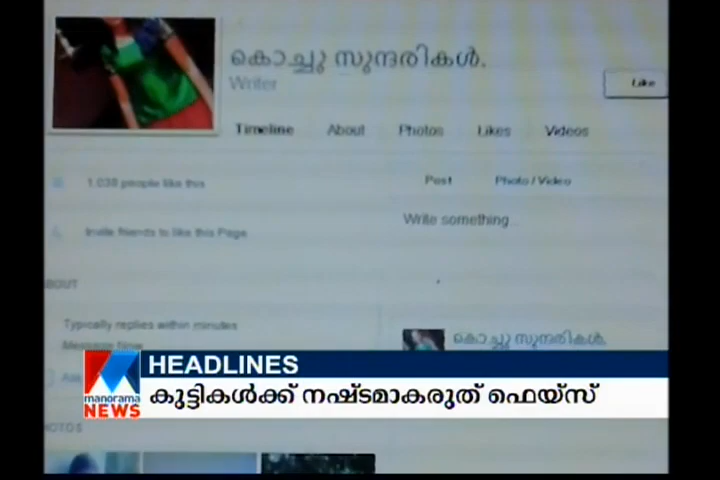 കൊച്ചു സുന്ദരികൾ.
Writer
Like
Timeline About Photos Likes Videos
1,030 people like this
Post Photo / Video
Invite friends to like this Page
Write something
ABOUT
Typically replies within minutes
Message Now
കൊച്ചു സുന്ദരികൾ.
HEADLINES
കുട്ടികൾക്ക് നഷ്ടമാകരുത് ഫെയ്സ്
manorama
NEWS